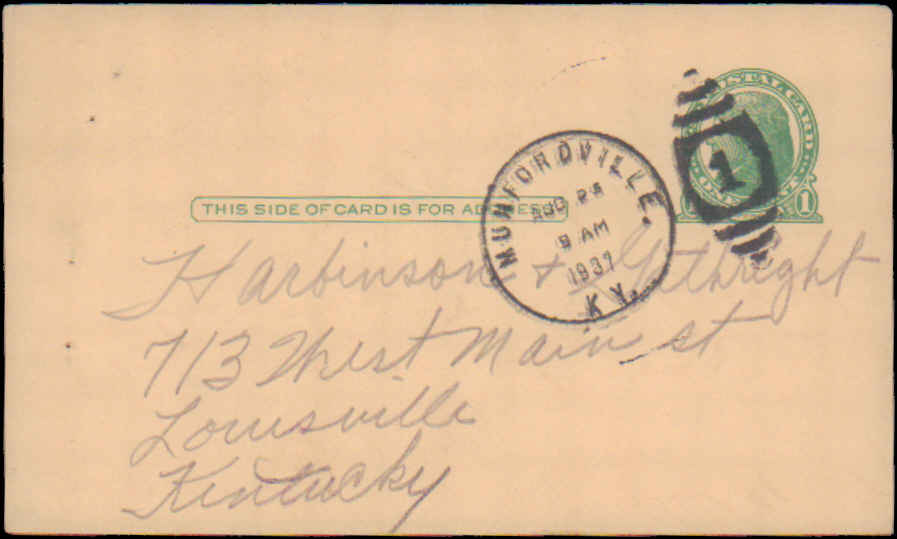 POSTAL CARD
1
1
MUNFORDVILLE.
AUG
9 AM
1937
KY.
THIS SIDE OF CARD IS FOR ADDRESS
Harbinson + Gathright
713 West Main st
Louisville
Kentucky